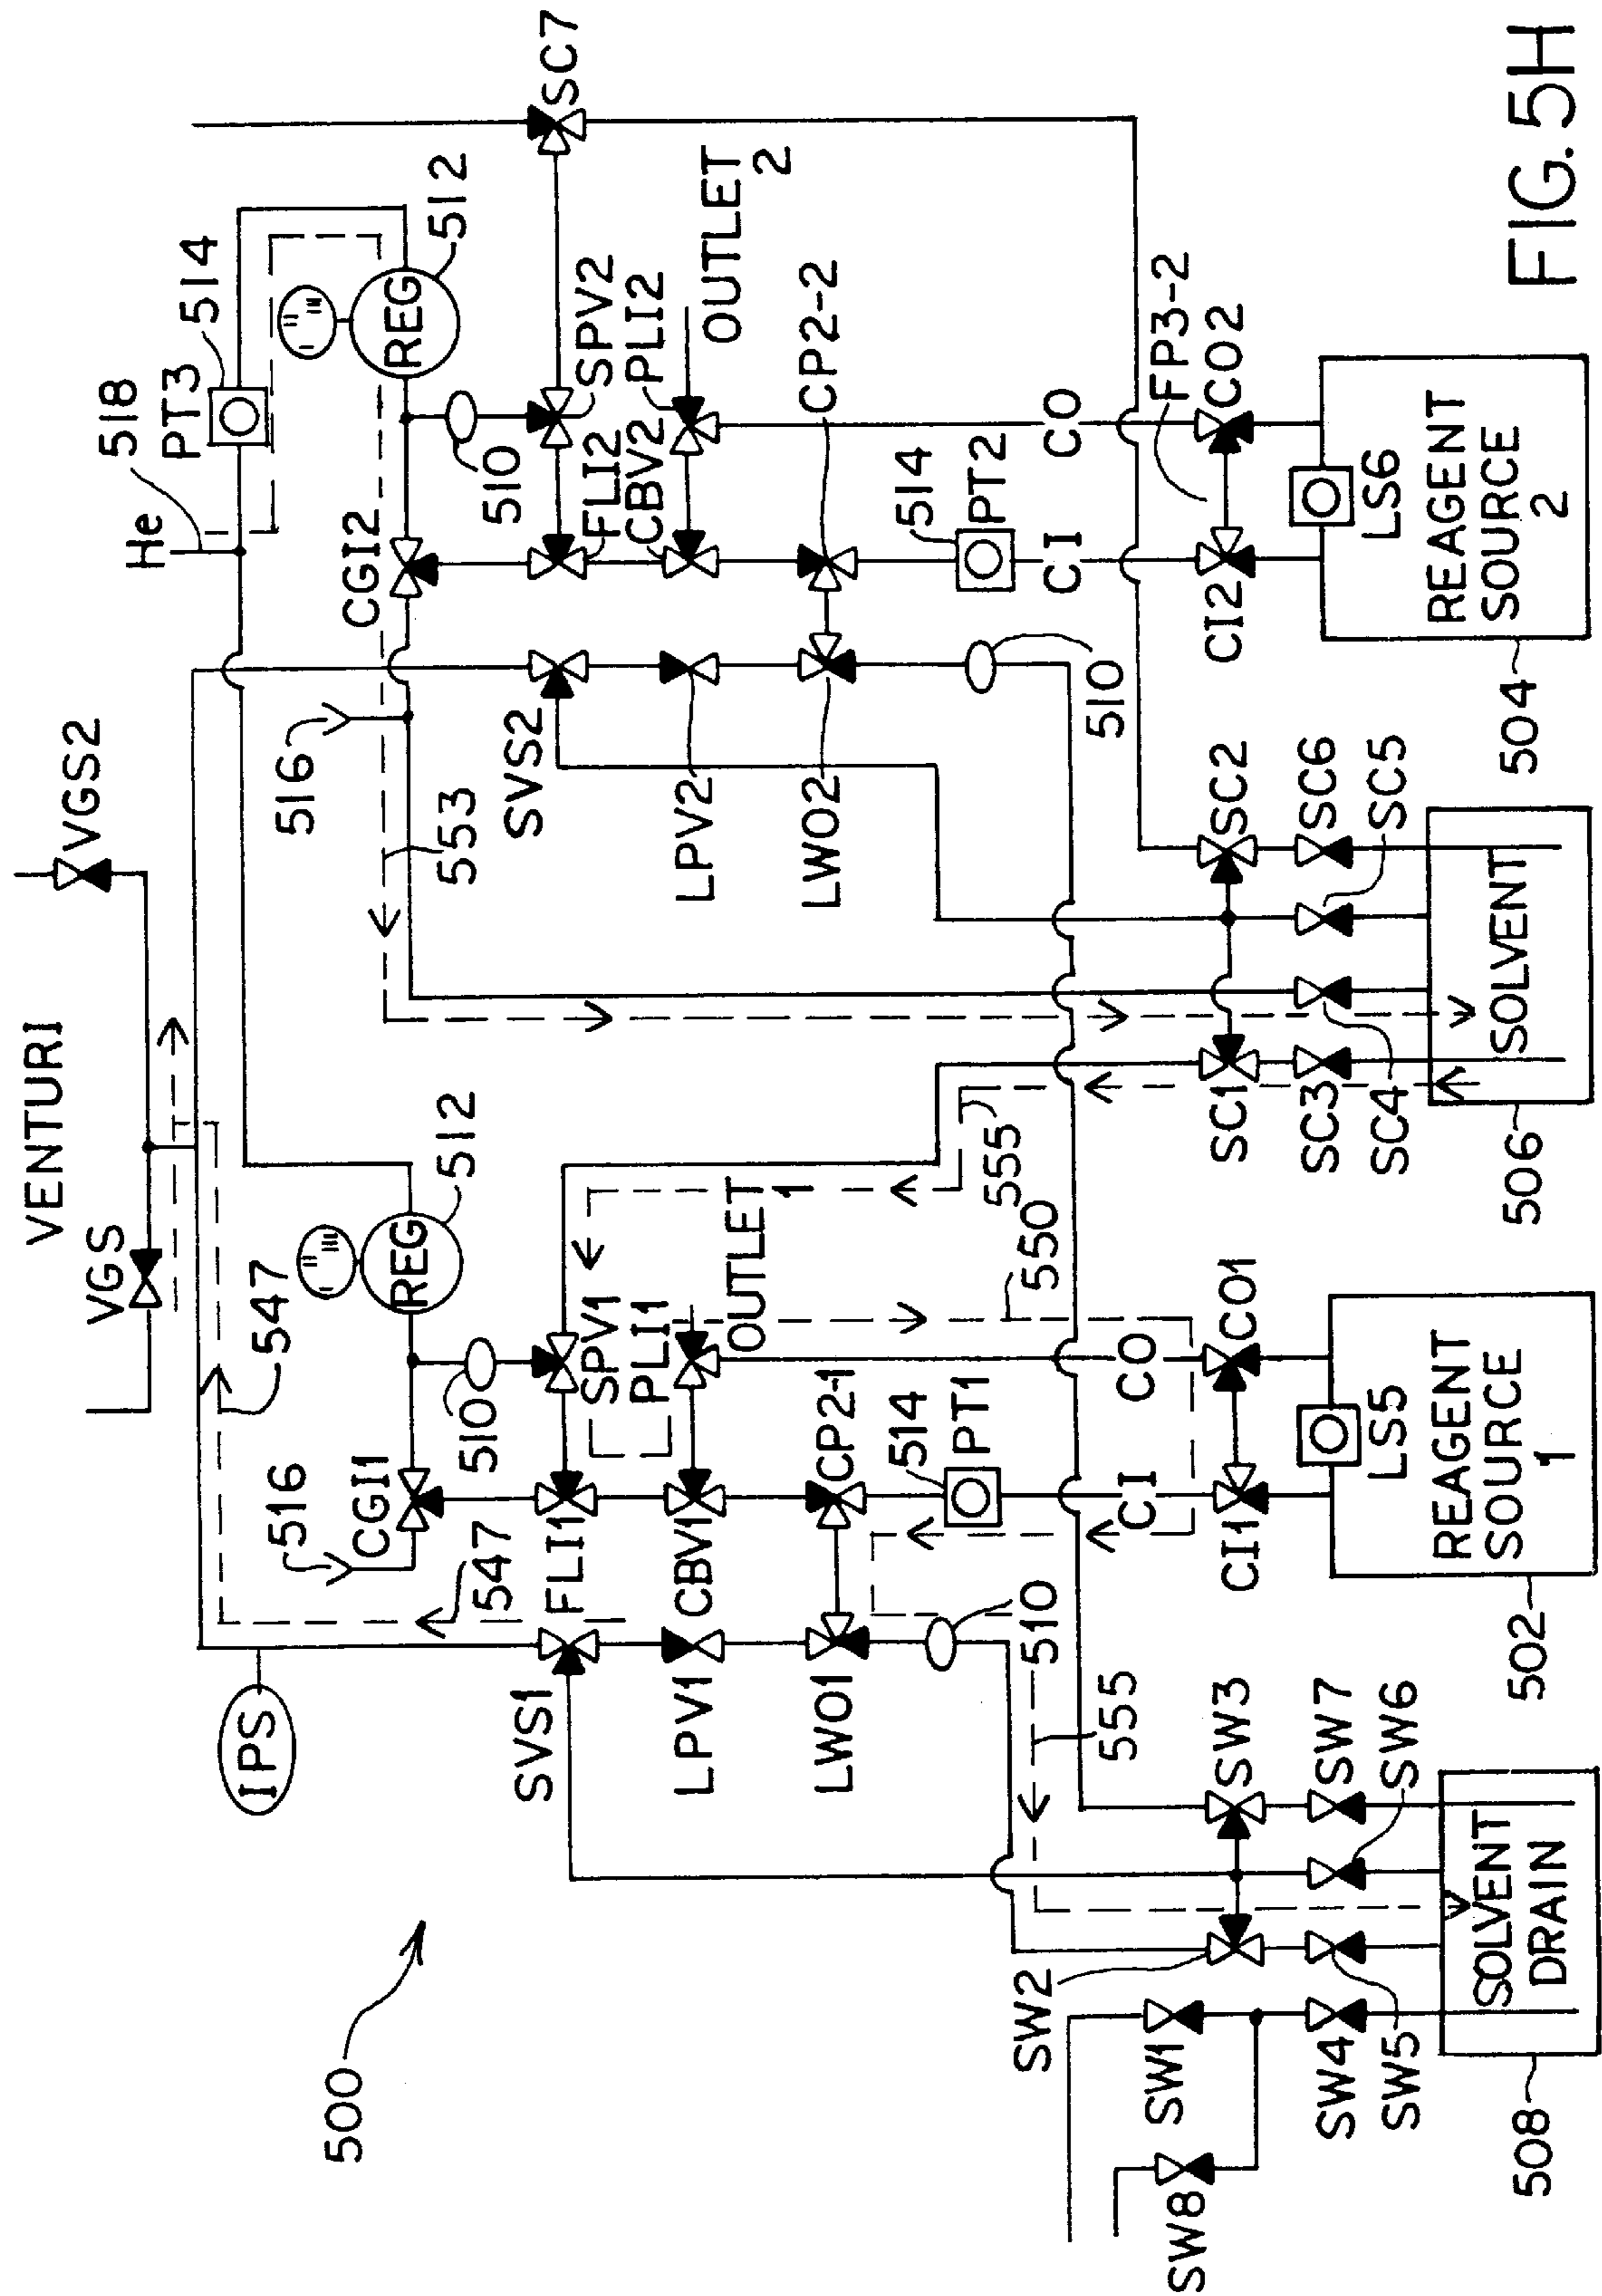 VENTURI
VGS
VGS2
He
518
PT3
514
IPS
547
516
CGI1
REG
512
510
516
553
CGI2
REG
512
510
547
SVS1
FLI1
SPV1
PLI1
OUTLET
1
555
SVS2
FLI2
CBV2
SPV2
PLI2
OUTLET
2
SC7
LPV1
CBV1
LPV2
LWO1
CP2-1
LWO2
CP2-2
500
510
514
PT1
550
510
514
PT2
555
CI
CO
CI
CO
FP3-2
SW2
SW3
CI1
CO1
SC1
SC2
CI2
CO2
SW8
SW1
SW4
SW5
SW7
SW6
SC3
SC4
SC6
SC5
LS5
LS6
SOLVENT
DRAIN
REAGENT
SOURCE
1
SOLVENT
REAGENT
SOURCE
2
508
502
506
504
FIG. 5H